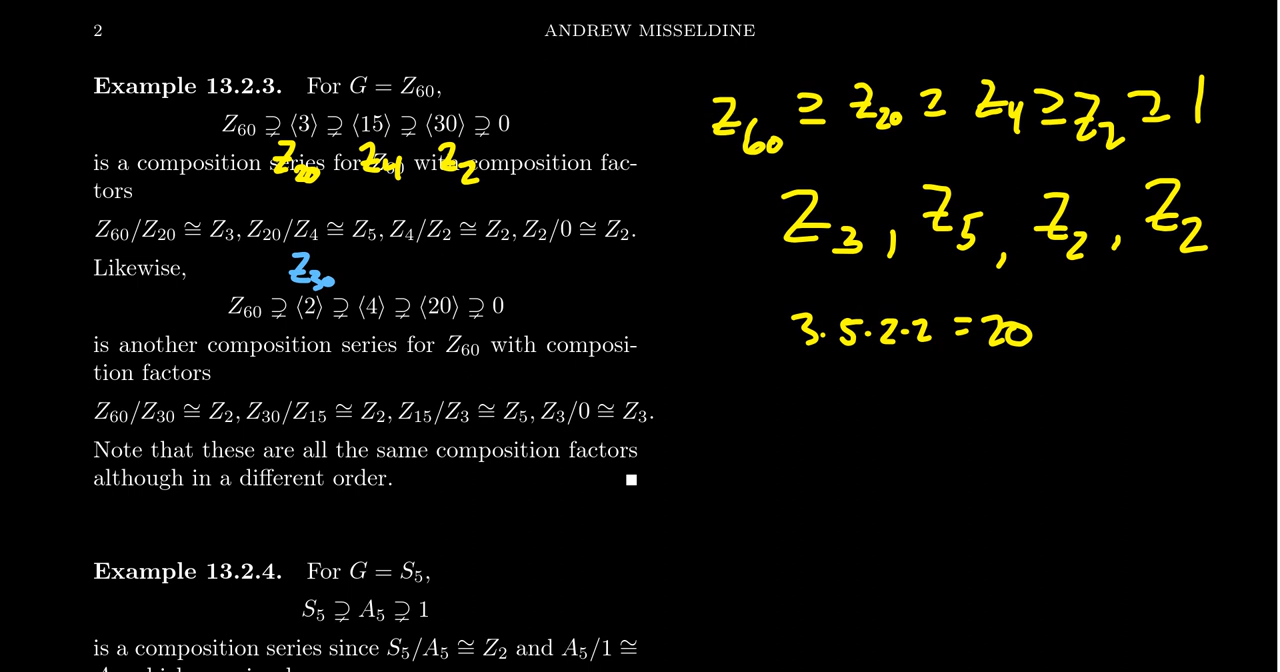 2 ANDREW MISSELDINE
Example 13.2.3. For G = Z₆₀,
Z₆₀ ⊋ ⟨3⟩ ⊋ ⟨15⟩ ⊋ ⟨30⟩ ⊋ 0
Z₂₀ Z₄ Z₂
is a composition series for Z₆₀ with composition fac-
tors
Z₆₀/Z₂₀ ≅ Z₃, Z₂₀/Z₄ ≅ Z₅, Z₄/Z₂ ≅ Z₂, Z₂/0 ≅ Z₂.
Likewise,
Z₃₀
Z₆₀ ⊋ ⟨2⟩ ⊋ ⟨4⟩ ⊋ ⟨20⟩ ⊋ 0
is another composition series for Z₆₀ with composi-
tion factors
Z₆₀/Z₃₀ ≅ Z₂, Z₃₀/Z₁₅ ≅ Z₂, Z₁₅/Z₃ ≅ Z₅, Z₃/0 ≅ Z₃.
Note that these are all the same composition factors
although in a different order. ■
Example 13.2.4. For G = S₅,
S₅ ⊋ A₅ ⊋ 1
is a composition series since S₅/A₅ ≅ Z₂ and A₅/1 ≅
Z₆₀ ≥ Z₂₀ ≥ Z₄ ≥ Z₂ ≥ 1
Z₃, Z₅, Z₂, Z₂
3·5·2·2 = 20